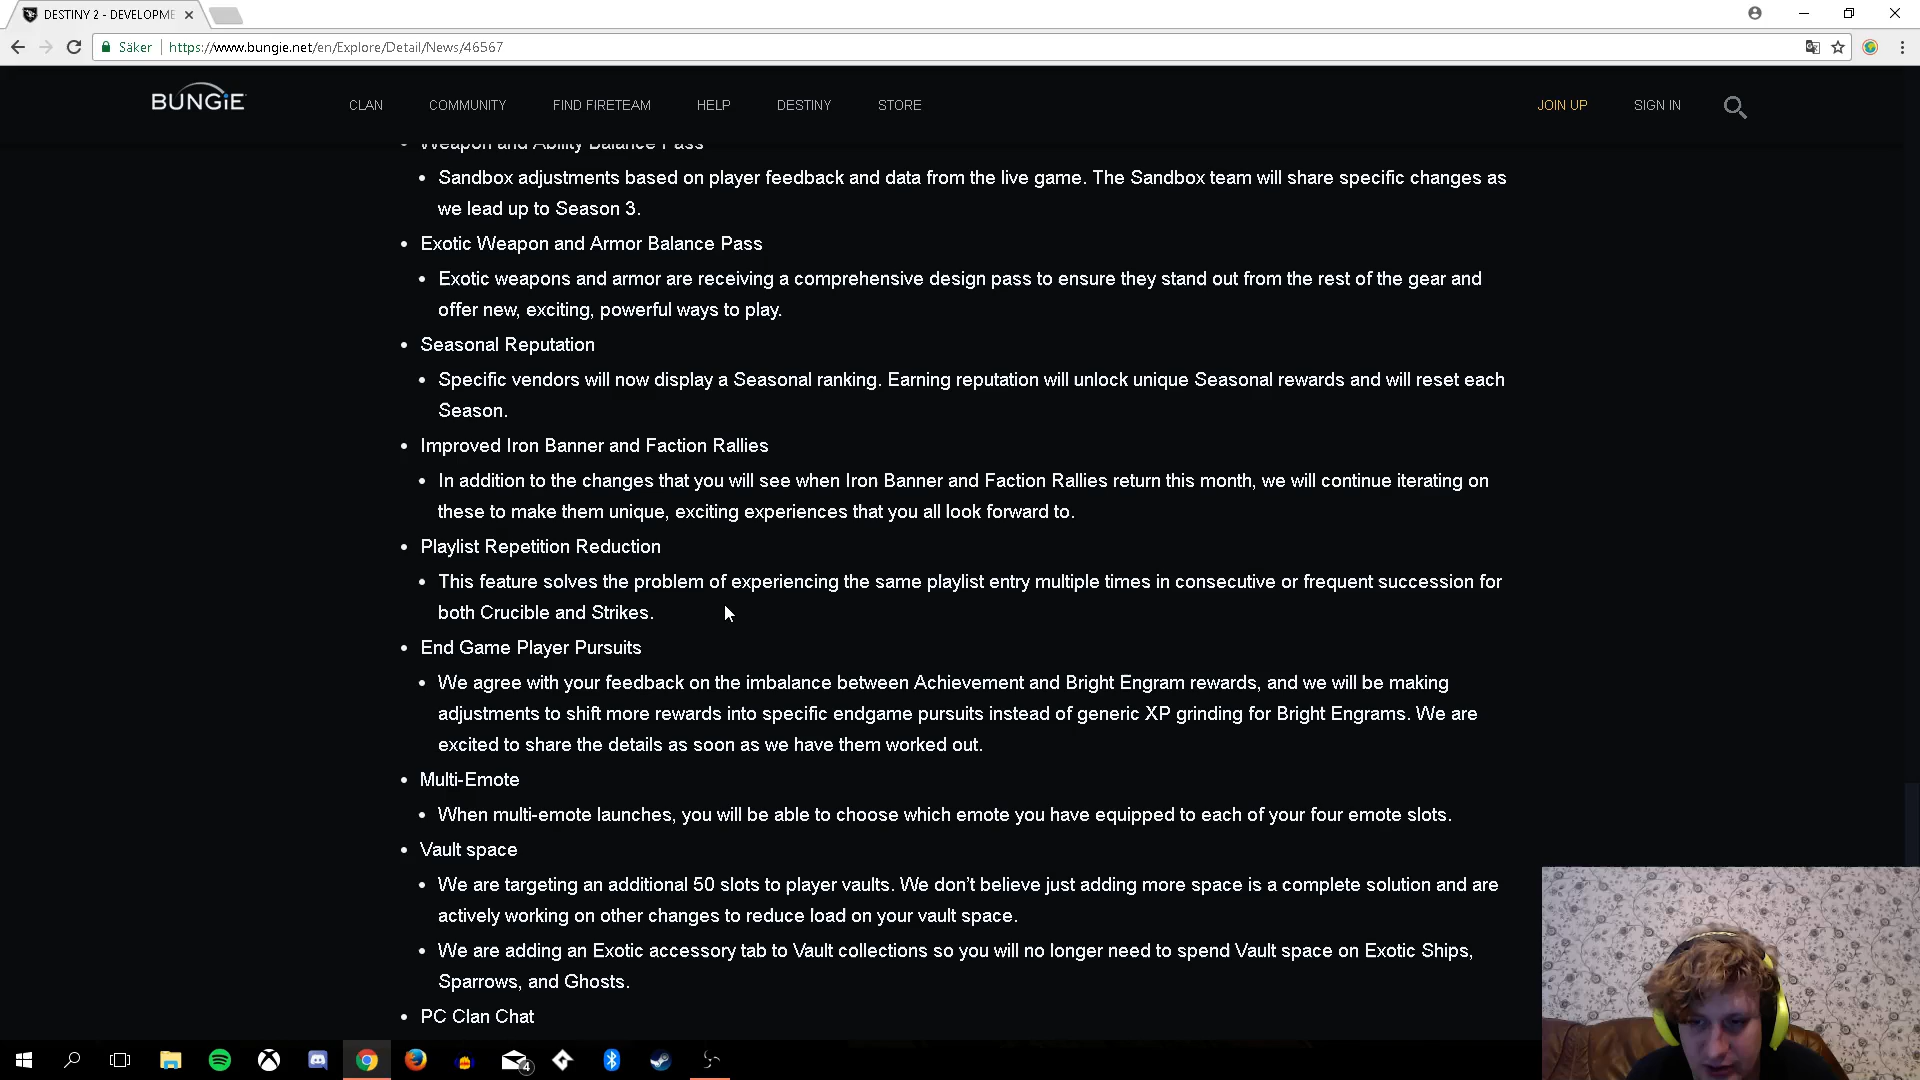 DESTINY 2 - DEVELOPME
Säker https://www.bungie.net/en/Explore/Detail/News/46567
BUNGiE CLAN COMMUNITY FIND FIRETEAM HELP DESTINY STORE JOIN UP SIGN IN
Weapon and Ability Balance Pass
Sandbox adjustments based on player feedback and data from the live game. The Sandbox team will share specific changes as
we lead up to Season 3.
Exotic Weapon and Armor Balance Pass
Exotic weapons and armor are receiving a comprehensive design pass to ensure they stand out from the rest of the gear and
offer new, exciting, powerful ways to play.
Seasonal Reputation
Specific vendors will now display a Seasonal ranking. Earning reputation will unlock unique Seasonal rewards and will reset each
Season.
Improved Iron Banner and Faction Rallies
In addition to the changes that you will see when Iron Banner and Faction Rallies return this month, we will continue iterating on
these to make them unique, exciting experiences that you all look forward to.
Playlist Repetition Reduction
This feature solves the problem of experiencing the same playlist entry multiple times in consecutive or frequent succession for
both Crucible and Strikes.
End Game Player Pursuits
We agree with your feedback on the imbalance between Achievement and Bright Engram rewards, and we will be making
adjustments to shift more rewards into specific endgame pursuits instead of generic XP grinding for Bright Engrams. We are
excited to share the details as soon as we have them worked out.
Multi-Emote
When multi-emote launches, you will be able to choose which emote you have equipped to each of your four emote slots.
Vault space
We are targeting an additional 50 slots to player vaults. We don’t believe just adding more space is a complete solution and are
actively working on other changes to reduce load on your vault space.
We are adding an Exotic accessory tab to Vault collections so you will no longer need to spend Vault space on Exotic Ships,
Sparrows, and Ghosts.
PC Clan Chat
4